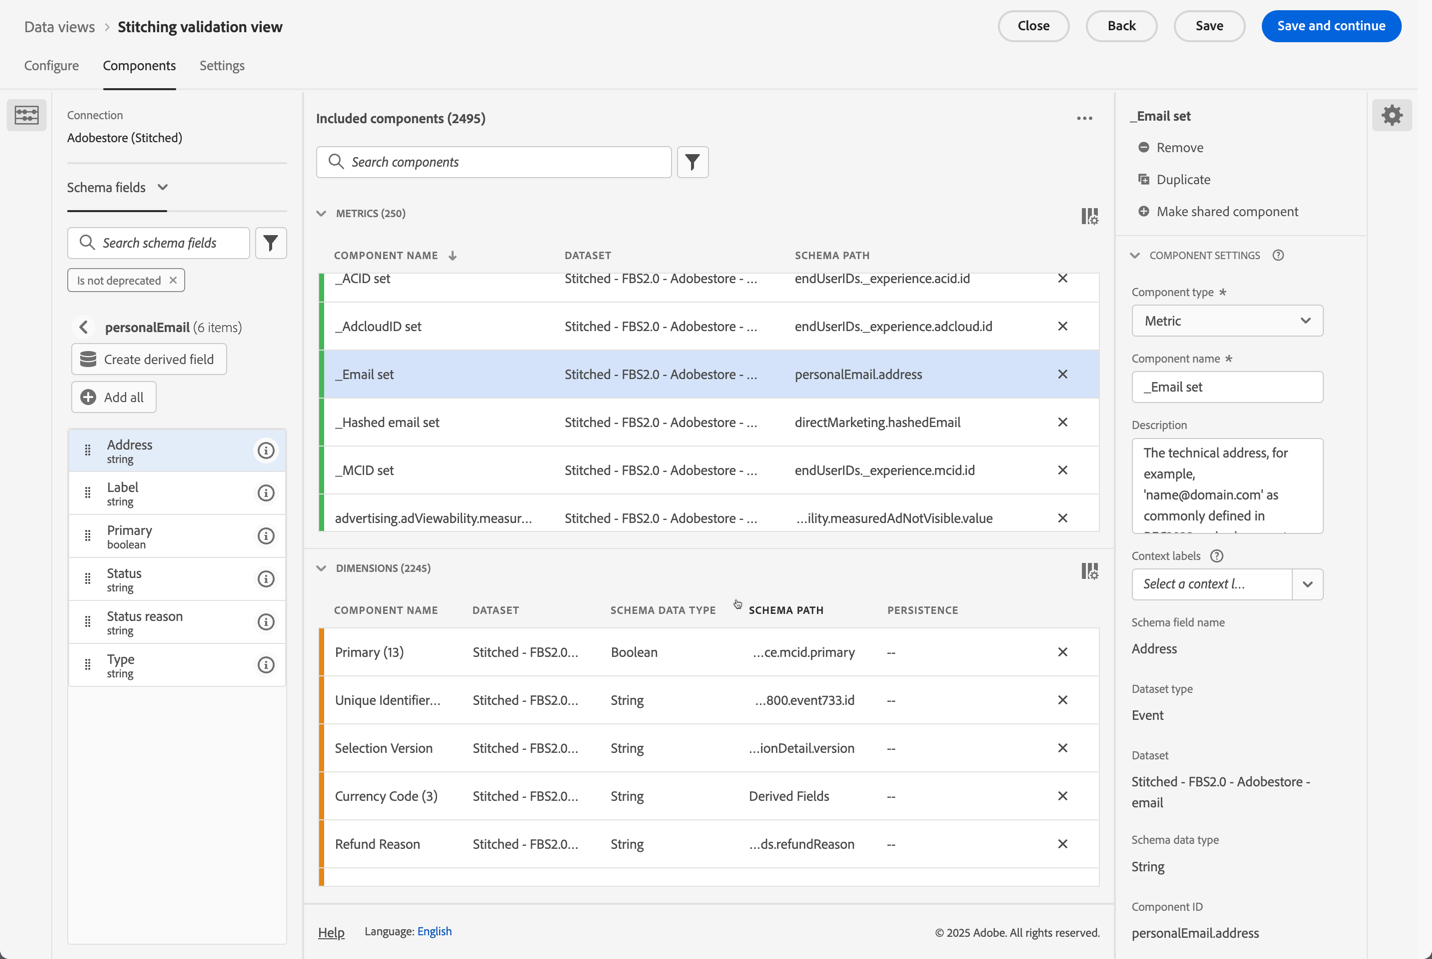 Data views > Stitching validation view
Close
Back
Save
Save and continue
Configure
Components
Settings
Connection
Adobestore (Stitched)
Schema fields
Search schema fields
Is not deprecated
personalEmail (6 items)
Create derived field
Add all
Address
string
Label
string
Primary
boolean
Status
string
Status reason
string
Type
string
Included components (2495)
Search components
METRICS (250)
COMPONENT NAME DATASET SCHEMA PATH
_ACID set Stitched - FBS2.0 - Adobestore - ... endUserIDs._experience.acid.id
_AdcloudID set Stitched - FBS2.0 - Adobestore - ... endUserIDs._experience.adcloud.id
_Email set Stitched - FBS2.0 - Adobestore - ... personalEmail.address
_Hashed email set Stitched - FBS2.0 - Adobestore - ... directMarketing.hashedEmail
_MCID set Stitched - FBS2.0 - Adobestore - ... endUserIDs._experience.mcid.id
advertising.adViewability.measur... Stitched - FBS2.0 - Adobestore - ... ...ility.measuredAdNotVisible.value
DIMENSIONS (2245)
COMPONENT NAME DATASET SCHEMA DATA TYPE SCHEMA PATH PERSISTENCE
Primary (13) Stitched - FBS2.0... Boolean ...ce.mcid.primary --
Unique Identifier... Stitched - FBS2.0... String ...800.event733.id --
Selection Version Stitched - FBS2.0... String ...ionDetail.version --
Currency Code (3) Stitched - FBS2.0... String Derived Fields --
Refund Reason Stitched - FBS2.0... String ...ds.refundReason --
Help
Language: English
© 2025 Adobe. All rights reserved.
_Email set
Remove
Duplicate
Make shared component
COMPONENT SETTINGS
Component type *
Metric
Component name *
_Email set
Description
The technical address, for
example,
'name@domain.com' as
commonly defined in
Context labels
Select a context l...
Schema field name
Address
Dataset type
Event
Dataset
Stitched - FBS2.0 - Adobestore -
email
Schema data type
String
Component ID
personalEmail.address